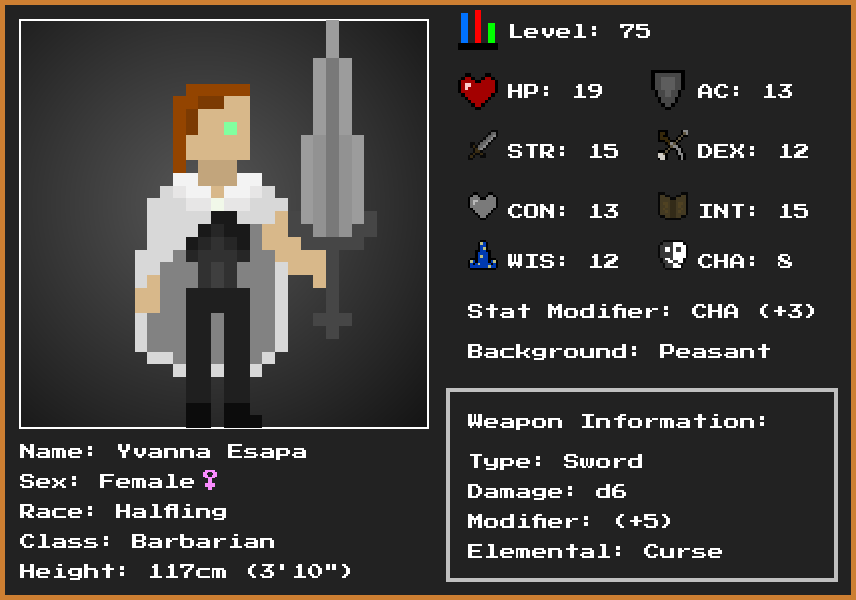 Level: 75
HP: 19
AC: 13
STR: 15
DEX: 12
CON: 13
INT: 15
WIS: 12
CHA: 8
Stat Modifier: CHA (+3)
Background: Peasant
Weapon Information:
Type: Sword
Damage: d6
Modifier: (+5)
Elemental: Curse
Name: Yvanna Esapa
Sex: Female♀
Race: Halfling
Class: Barbarian
Height: 117cm (3'10")